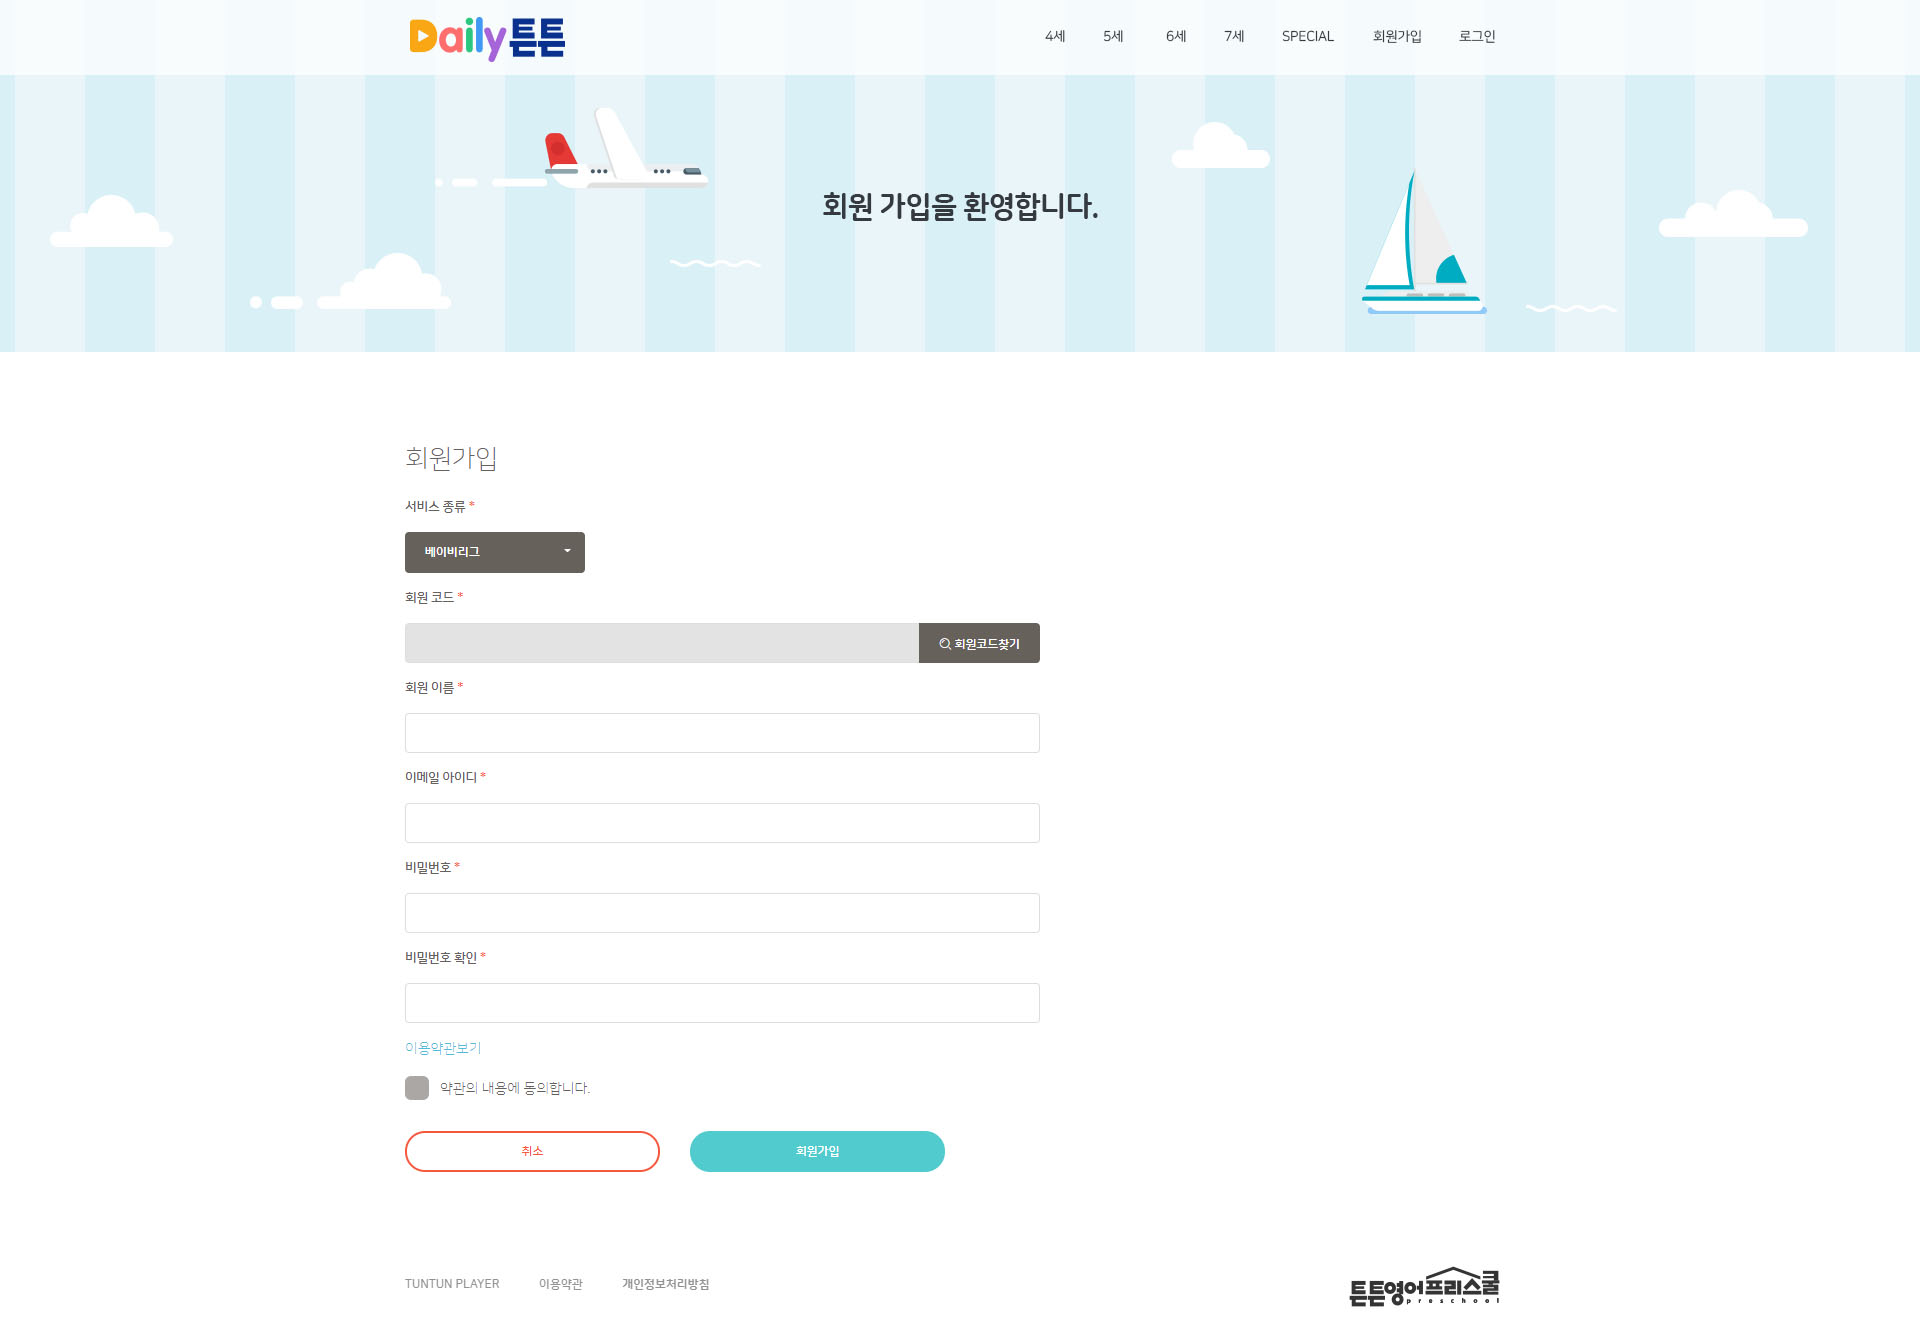 Daily튼튼
4세 5세 6세 7세 SPECIAL 회원가입 로그인
회원 가입을 환영합니다.
회원가입
서비스 종류 *
베이비리그
회원 코드 *
회원코드찾기
회원 이름 *
이메일 아이디 *
비밀번호 *
비밀번호 확인 *
이용약관보기
약관의 내용에 동의합니다.
취소 회원가입
TUNTUN PLAYER 이용약관 개인정보처리방침
튼튼영어프리스쿨
preschool